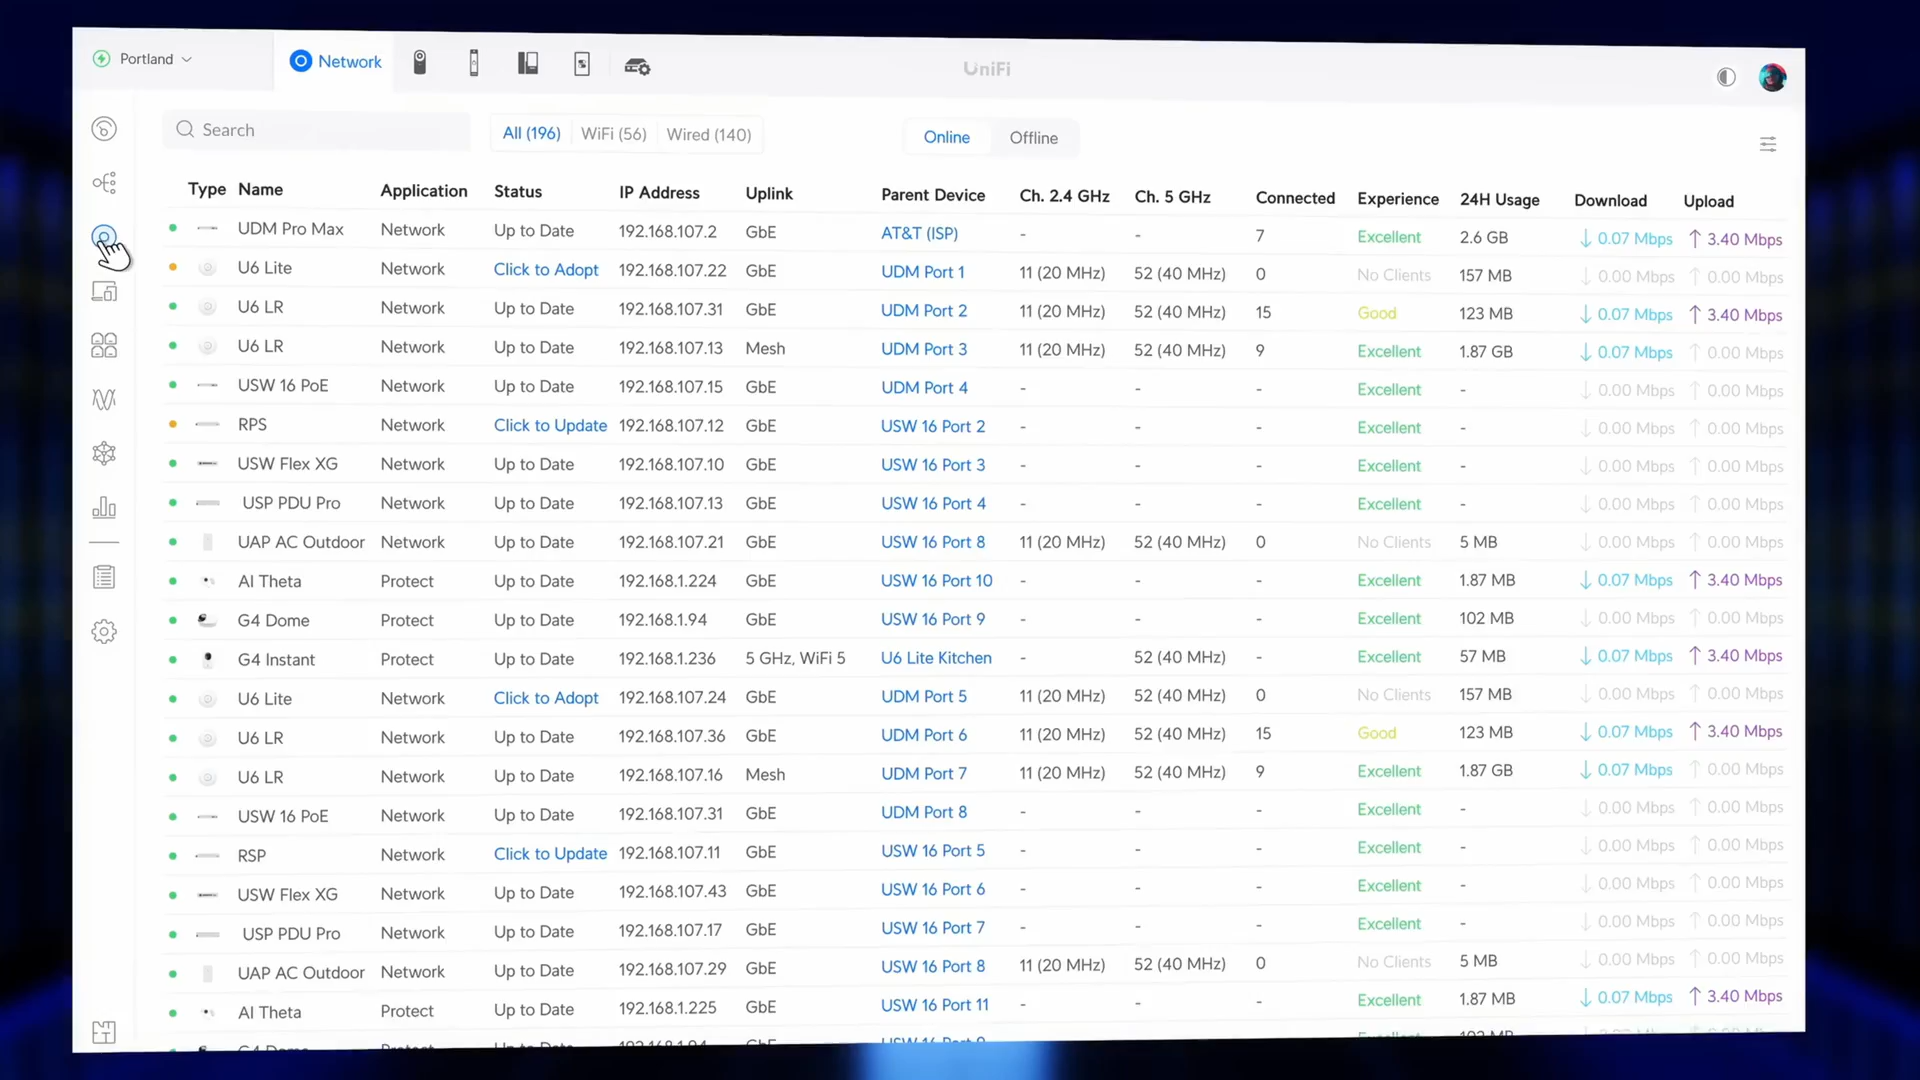 Portland
Network
UniFi
Search
All (196) WiFi (56) Wired (140)
Online Offline
Type Name Application Status IP Address Uplink Parent Device Ch. 2.4 GHz Ch. 5 GHz Connected Experience 24H Usage Download Upload
UDM Pro Max Network Up to Date 192.168.107.2 GbE AT&T (ISP) - - 7 Excellent 2.6 GB ↓ 0.07 Mbps ↑ 3.40 Mbps
U6 Lite Network Click to Adopt 192.168.107.22 GbE UDM Port 1 11 (20 MHz) 52 (40 MHz) 0 No Clients 157 MB ↓ 0.00 Mbps ↑ 0.00 Mbps
U6 LR Network Up to Date 192.168.107.31 GbE UDM Port 2 11 (20 MHz) 52 (40 MHz) 15 Good 123 MB ↓ 0.07 Mbps ↑ 3.40 Mbps
U6 LR Network Up to Date 192.168.107.13 Mesh UDM Port 3 11 (20 MHz) 52 (40 MHz) 9 Excellent 1.87 GB ↓ 0.07 Mbps ↑ 0.00 Mbps
USW 16 PoE Network Up to Date 192.168.107.15 GbE UDM Port 4 - - - Excellent - ↓ 0.00 Mbps ↑ 0.00 Mbps
RPS Network Click to Update 192.168.107.12 GbE USW 16 Port 2 - - - Excellent - ↓ 0.00 Mbps ↑ 0.00 Mbps
USW Flex XG Network Up to Date 192.168.107.10 GbE USW 16 Port 3 - - - Excellent - ↓ 0.00 Mbps ↑ 0.00 Mbps
USP PDU Pro Network Up to Date 192.168.107.13 GbE USW 16 Port 4 - - - Excellent - ↓ 0.00 Mbps ↑ 0.00 Mbps
UAP AC Outdoor Network Up to Date 192.168.107.21 GbE USW 16 Port 8 11 (20 MHz) 52 (40 MHz) 0 No Clients 5 MB ↓ 0.00 Mbps ↑ 0.00 Mbps
AI Theta Protect Up to Date 192.168.1.224 GbE USW 16 Port 10 - - - Excellent 1.87 MB ↓ 0.07 Mbps ↑ 3.40 Mbps
G4 Dome Protect Up to Date 192.168.1.94 GbE USW 16 Port 9 - - - Excellent 102 MB ↓ 0.00 Mbps ↑ 0.00 Mbps
G4 Instant Protect Up to Date 192.168.1.236 5 GHz, WiFi 5 U6 Lite Kitchen - 52 (40 MHz) - Excellent 57 MB ↓ 0.07 Mbps ↑ 3.40 Mbps
U6 Lite Network Click to Adopt 192.168.107.24 GbE UDM Port 5 11 (20 MHz) 52 (40 MHz) 0 No Clients 157 MB ↓ 0.00 Mbps ↑ 0.00 Mbps
U6 LR Network Up to Date 192.168.107.36 GbE UDM Port 6 11 (20 MHz) 52 (40 MHz) 15 Good 123 MB ↓ 0.07 Mbps ↑ 3.40 Mbps
U6 LR Network Up to Date 192.168.107.16 Mesh UDM Port 7 11 (20 MHz) 52 (40 MHz) 9 Excellent 1.87 GB ↓ 0.07 Mbps ↑ 0.00 Mbps
USW 16 PoE Network Up to Date 192.168.107.31 GbE UDM Port 8 - - - Excellent - ↓ 0.00 Mbps ↑ 0.00 Mbps
RSP Network Click to Update 192.168.107.11 GbE USW 16 Port 5 - - - Excellent - ↓ 0.00 Mbps ↑ 0.00 Mbps
USW Flex XG Network Up to Date 192.168.107.43 GbE USW 16 Port 6 - - - Excellent - ↓ 0.00 Mbps ↑ 0.00 Mbps
USP PDU Pro Network Up to Date 192.168.107.17 GbE USW 16 Port 7 - - - Excellent - ↓ 0.00 Mbps ↑ 0.00 Mbps
UAP AC Outdoor Network Up to Date 192.168.107.29 GbE USW 16 Port 8 11 (20 MHz) 52 (40 MHz) 0 No Clients 5 MB ↓ 0.00 Mbps ↑ 0.00 Mbps
AI Theta Protect Up to Date 192.168.1.225 GbE USW 16 Port 11 - - - Excellent 1.87 MB ↓ 0.07 Mbps ↑ 3.40 Mbps